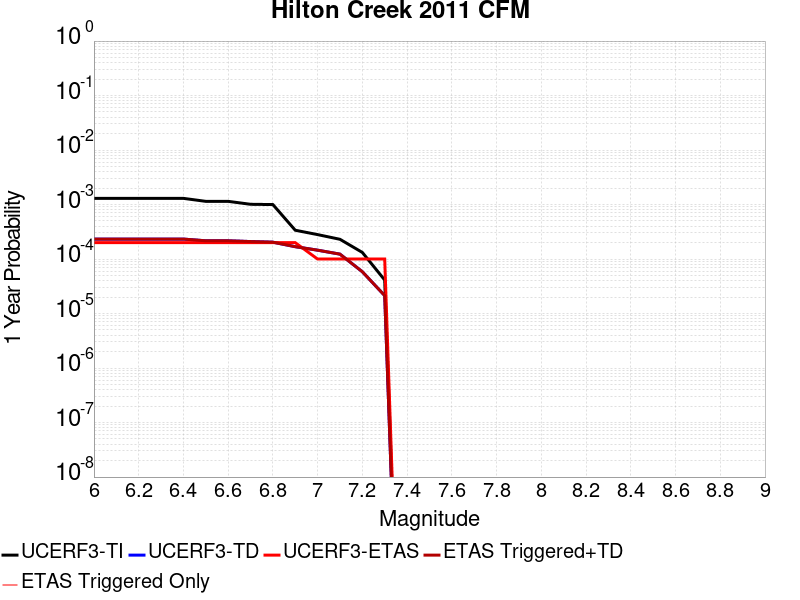 Hilton Creek 2011 CFM
10^0
10^-1
10^-2
10^-3
10^-4
10^-5
10^-6
10^-7
10^-8
1 Year Probability
6 6.2 6.4 6.6 6.8 7 7.2 7.4 7.6 7.8 8 8.2 8.4 8.6 8.8 9
Magnitude
UCERF3-TI UCERF3-TD UCERF3-ETAS ETAS Triggered+TD
ETAS Triggered Only